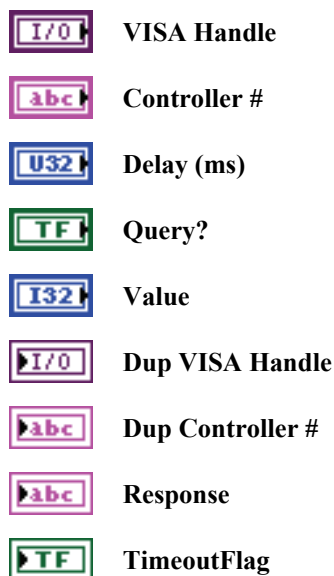 I/O VISA Handle
abc Controller #
U32 Delay (ms)
TF Query?
I32 Value
I/O Dup VISA Handle
abc Dup Controller #
abc Response
TF TimeoutFlag